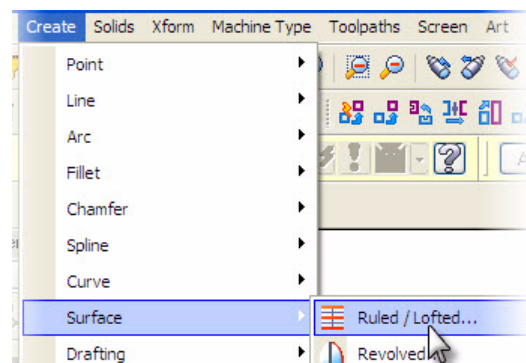 Create Solids Xform Machine Type Toolpaths Screen Art
Point
Line
Arc
Fillet
Chamfer
Spline
Curve
Surface
Ruled / Lofted...
Drafting
Revolved